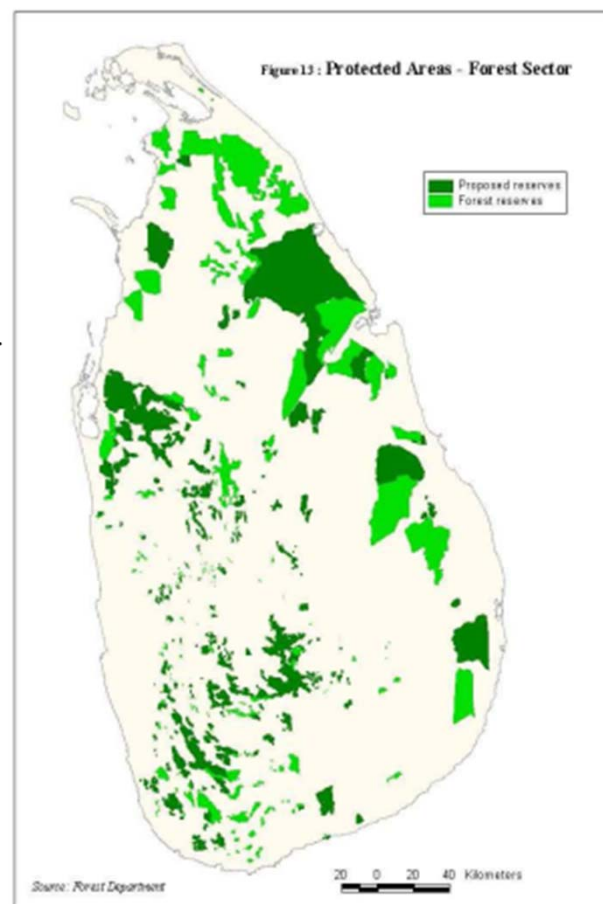 Figure 13 : Protected Areas - Forest Sector
Proposed reserves
Forest reserves
20 0 20 40 Kilometers
Source: Forest Department